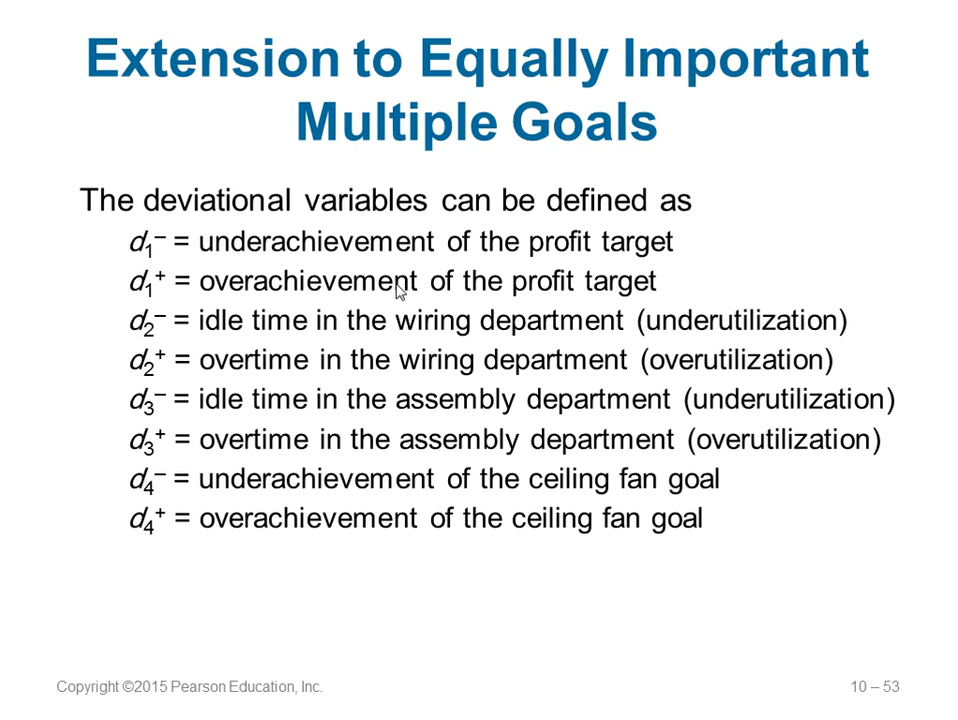 Extension to Equally Important
Multiple Goals
The deviational variables can be defined as
d₁⁻ = underachievement of the profit target
d₁⁺ = overachievement of the profit target
d₂⁻ = idle time in the wiring department (underutilization)
d₂⁺ = overtime in the wiring department (overutilization)
d₃⁻ = idle time in the assembly department (underutilization)
d₃⁺ = overtime in the assembly department (overutilization)
d₄⁻ = underachievement of the ceiling fan goal
d₄⁺ = overachievement of the ceiling fan goal
Copyright ©2015 Pearson Education, Inc.
10 – 53